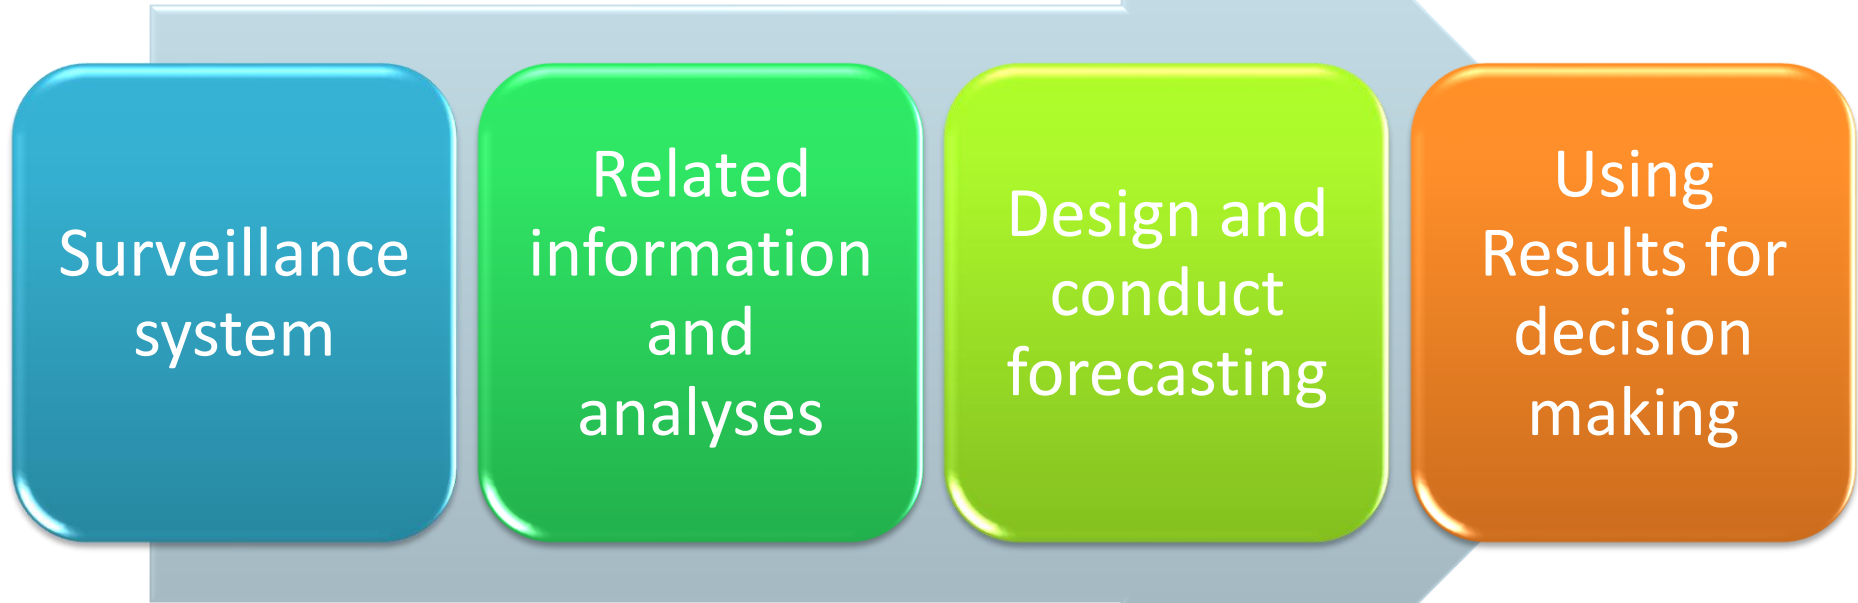 Surveillance
system
Related
information
and
analyses
Design and
conduct
forecasting
Using
Results for
decision
making